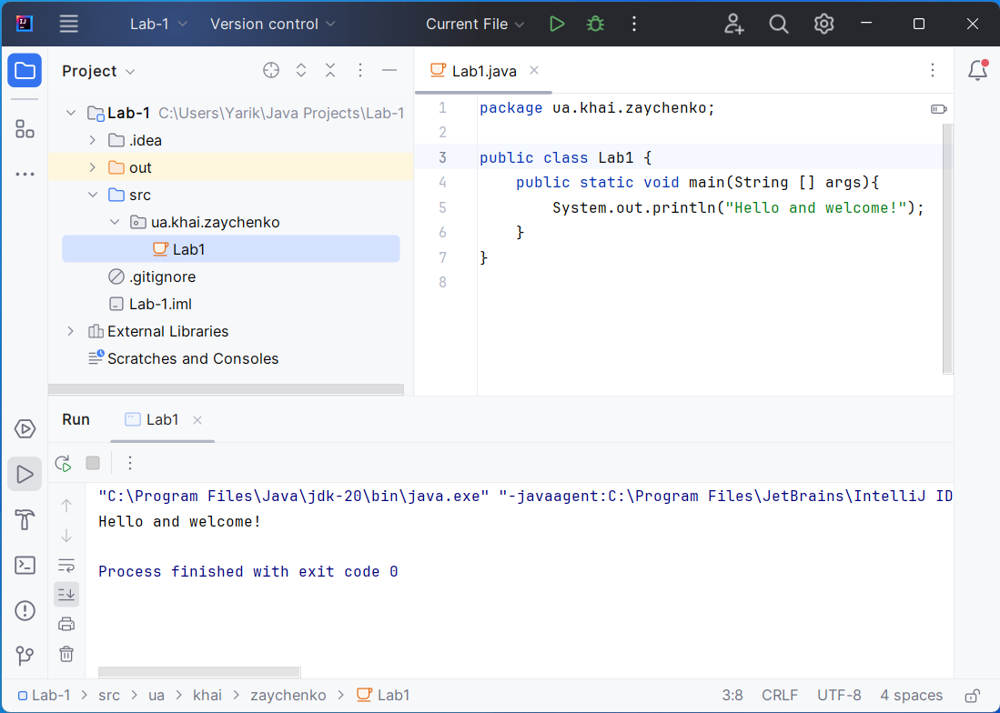 Lab-1 Version control Current File
Project
Lab-1 C:\Users\Yarik\Java Projects\Lab-1
.idea
out
src
ua.khai.zaychenko
Lab1
.gitignore
Lab-1.iml
External Libraries
Scratches and Consoles
Lab1.java
1 package ua.khai.zaychenko;
2
3 public class Lab1 {
4 public static void main(String [] args){
5 System.out.println("Hello and welcome!");
6 }
7 }
8
Run Lab1
"C:\Program Files\Java\jdk-20\bin\java.exe" "-javaagent:C:\Program Files\JetBrains\IntelliJ ID
Hello and welcome!
Process finished with exit code 0
Lab-1 > src > ua > khai > zaychenko > Lab1 3:8 CRLF UTF-8 4 spaces